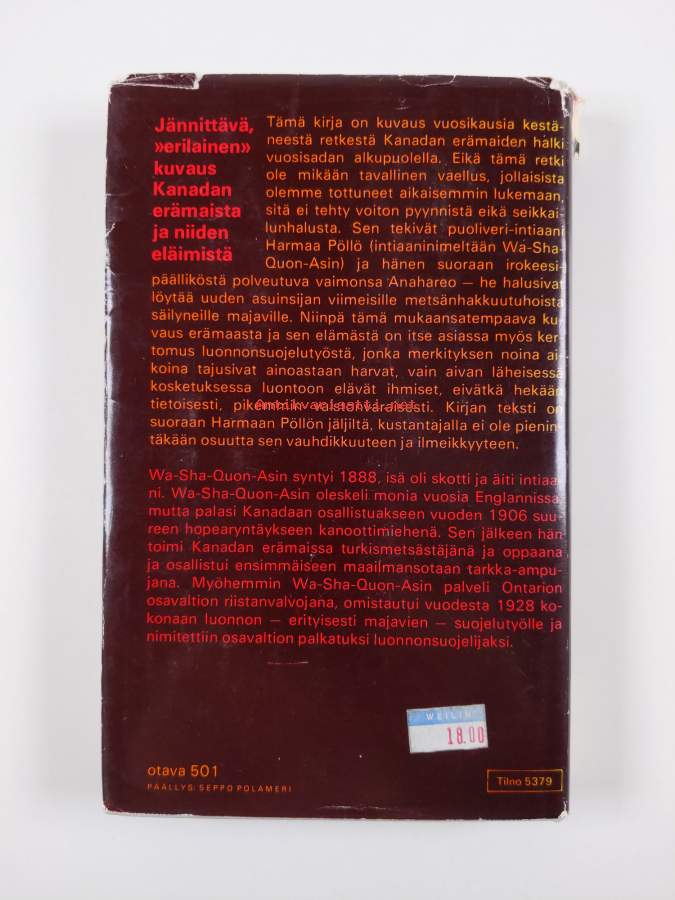 Jännittävä,
»erilainen»
kuvaus
Kanadan
erämaista
ja niiden
eläimistä
Tämä kirja on kuvaus vuosikausia kestä-
neestä retkestä Kanadan erämaiden halki
vuosisadan alkupuolella. Eikä tämä retki
ole mikään tavallinen vaellus, jollaisista
olemme tottuneet aikaisemmin lukemaan,
sitä ei tehty voiton pyynnistä eikä seikkai-
lunhalusta. Sen tekivät puoliveri-intiaani
Harmaa Pöllö (intiaaninimeltään Wa-Sha-
Quon-Asin) ja hänen suoraan irokeesi-
päälliköstä polveutuva vaimonsa Anahareo — he halusivat
löytää uuden asuinsijan viimeisille metsänhakkuutuhoista
säilyneille majaville. Niinpä tämä mukaansatempaava ku-
vaus erämaasta ja sen elämästä on itse asiassa myös ker-
tomus luonnonsuojelutyöstä, jonka merkityksen noina ai-
koina tajusivat ainoastaan harvat, vain aivan läheisessä
kosketuksessa luontoon elävät ihmiset, eivätkä hekään
tietoisesti, pikemmin vaistonvaraisesti. Kirjan teksti on
suoraan Harmaan Pöllön jäljiltä, kustantajalla ei ole pienin-
täkään osuutta sen vauhdikkuuteen ja ilmeikkyyteen.
Wa-Sha-Quon-Asin syntyi 1888, isä oli skotti ja äiti intiaa-
ni. Wa-Sha-Quon-Asin oleskeli monia vuosia Englannissa,
mutta palasi Kanadaan osallistuakseen vuoden 1906 suu-
reen hopearyntäykseen kanoottimiehenä. Sen jälkeen hän
toimi Kanadan erämaissa turkismetsästäjänä ja oppaana
ja osallistui ensimmäiseen maailmansotaan tarkka-ampu-
jana. Myöhemmin Wa-Sha-Quon-Asin palveli Ontarion
osavaltion riistanvalvojana, omistautui vuodesta 1928 ko-
konaan luonnon — erityisesti majavien — suojelutyölle ja
nimitettiin osavaltion palkatuksi luonnonsuojelijaksi.
WEILIN
18.00
otava 501
PÄÄLLYS: SEPPO POLAMERI
Tilno 5379